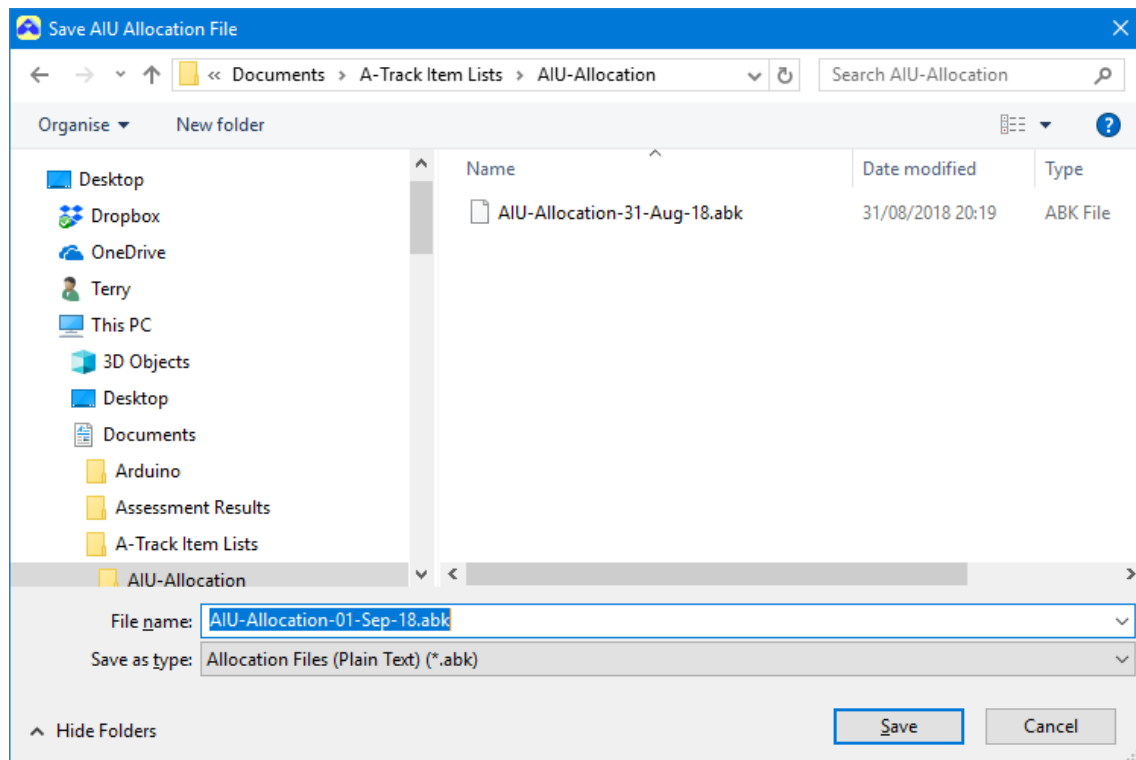 Save AIU Allocation File
« Documents > A-Track Item Lists > AIU-Allocation
Search AIU-Allocation
Organise
New folder
?
Desktop
Dropbox
OneDrive
Terry
This PC
3D Objects
Desktop
Documents
Arduino
Assessment Results
A-Track Item Lists
AIU-Allocation
Name Date modified Type
AIU-Allocation-31-Aug-18.abk 31/08/2018 20:19 ABK File
File name: AIU-Allocation-01-Sep-18.abk
Save as type: Allocation Files (Plain Text) (*.abk)
Hide Folders
Save Cancel